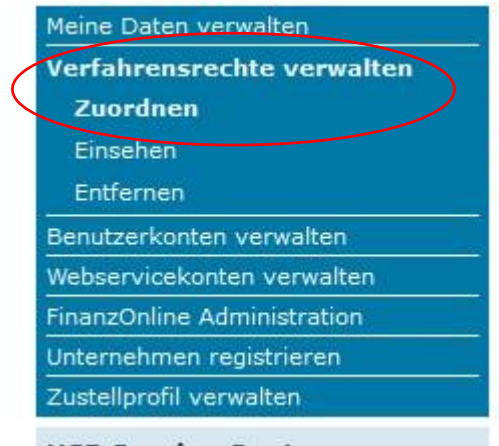 Meine Daten verwalten
Verfahrensrechte verwalten
Zuordnen
Einsehen
Entfernen
Benutzerkonten verwalten
Webservicekonten verwalten
FinanzOnline Administration
Unternehmen registrieren
Zustellprofil verwalten